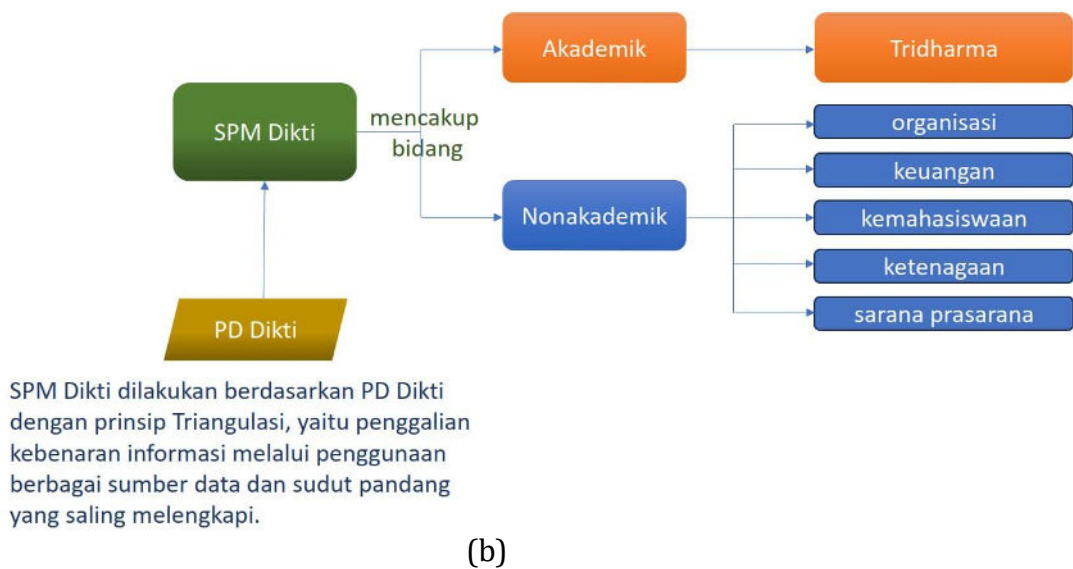 Akademik
Tridharma
SPM Dikti
mencakup
bidang
organisasi
keuangan
Nonakademik
kemahasiswaan
ketenagaan
sarana prasarana
PD Dikti
SPM Dikti dilakukan berdasarkan PD Dikti
dengan prinsip Triangulasi, yaitu penggalian
kebenaran informasi melalui penggunaan
berbagai sumber data dan sudut pandang
yang saling melengkapi.
(b)